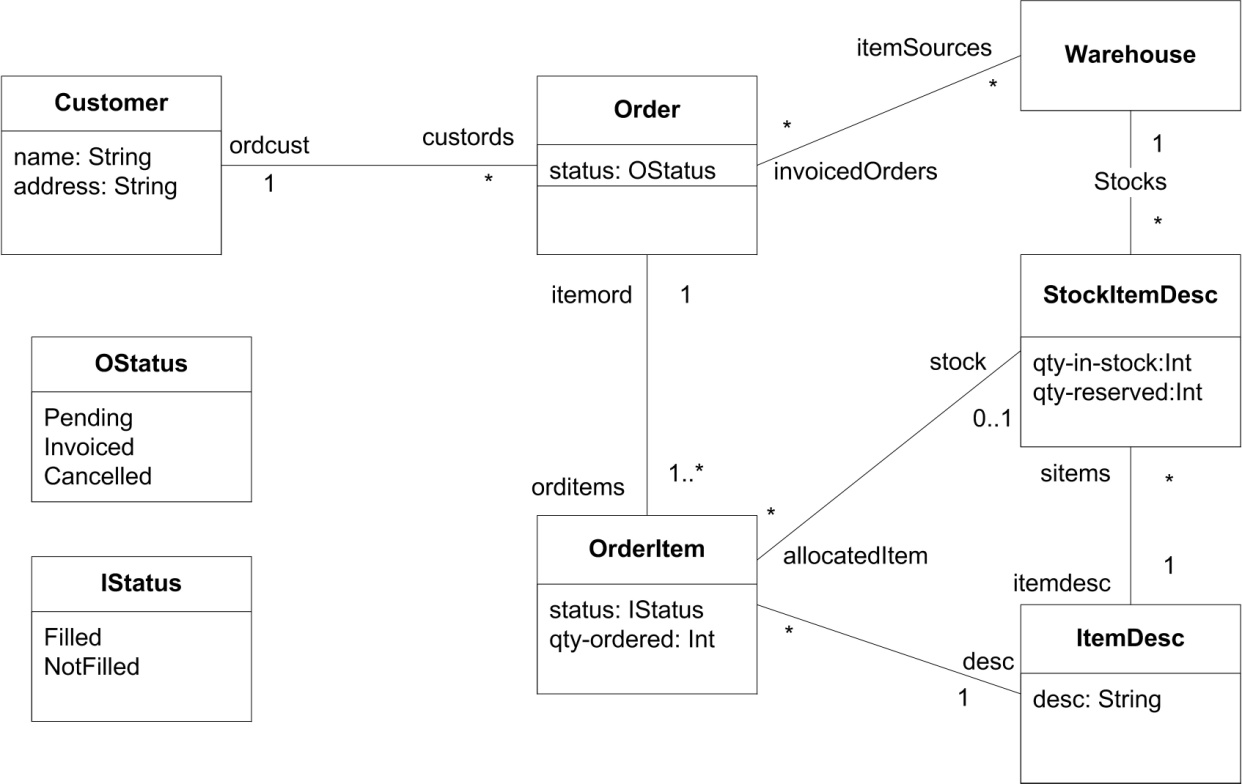 itemSources
Warehouse
*
Customer
Order
*
name: String
address: String
ordcust
1
custords
*
status: OStatus
invoicedOrders
1
Stocks
*
itemord
1
StockItemDesc
qty-in-stock:Int
qty-reserved:Int
stock
0..1
OStatus
Pending
Invoiced
Cancelled
1..*
orditems
sitems
*
*
OrderItem
allocatedItem
1
itemdesc
IStatus
Filled
NotFilled
status: IStatus
qty-ordered: Int
*
desc
1
ItemDesc
desc: String